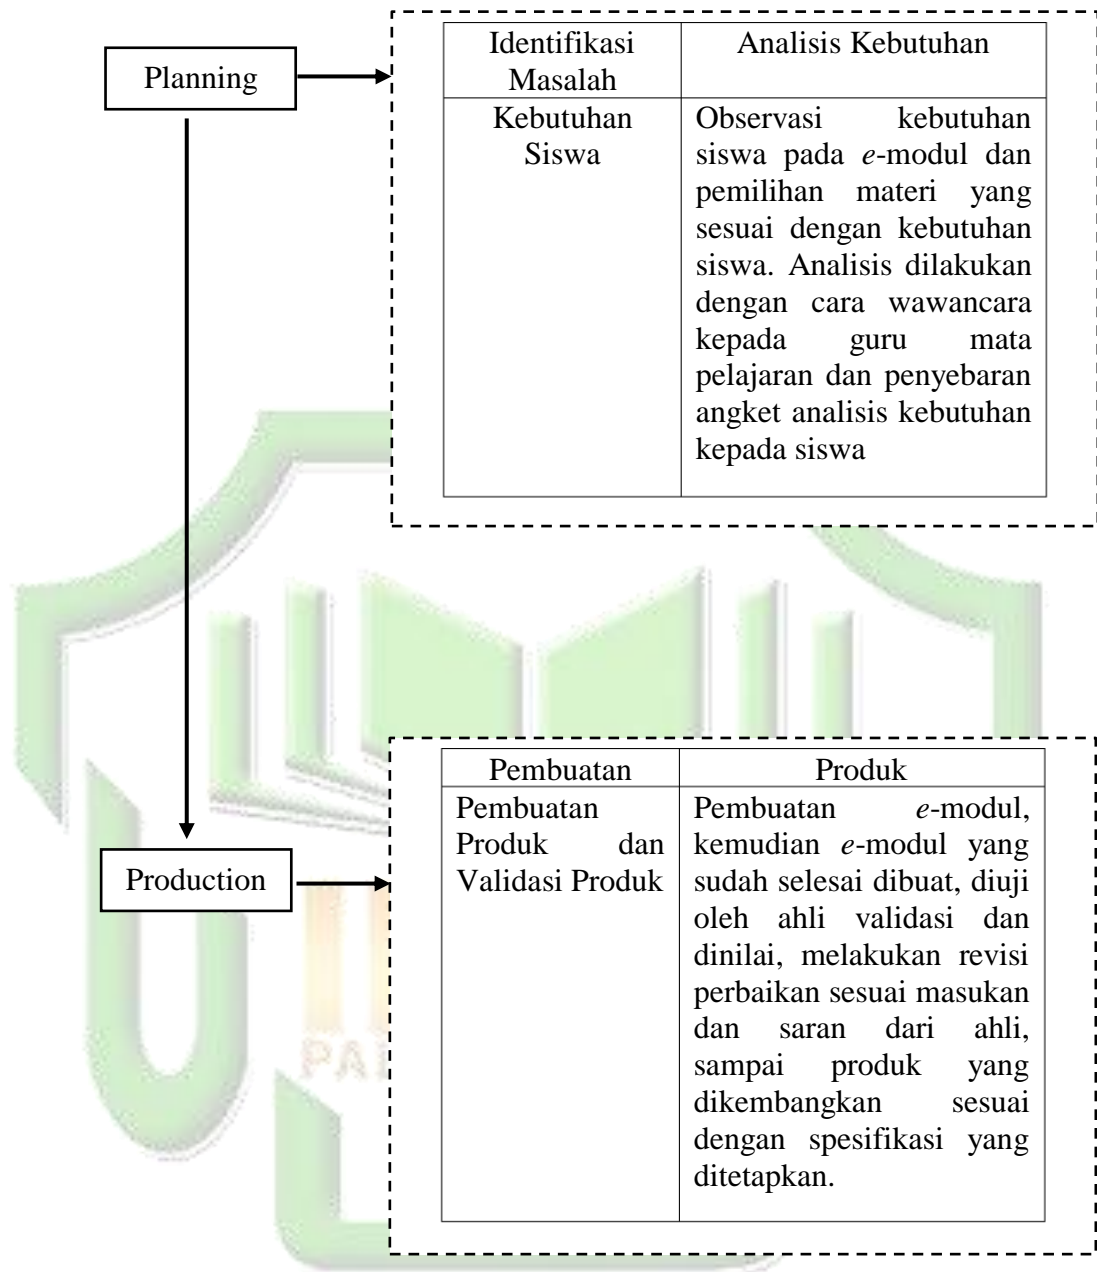 Planning
Identifikasi
Masalah
Analisis Kebutuhan
Kebutuhan
Siswa
Observasi kebutuhan
siswa pada e-modul dan
pemilihan materi yang
sesuai dengan kebutuhan
siswa. Analisis dilakukan
dengan cara wawancara
kepada guru mata
pelajaran dan penyebaran
angket analisis kebutuhan
kepada siswa
Production
Pembuatan
Produk
Pembuatan
Produk dan
Validasi Produk
Pembuatan e-modul,
kemudian e-modul yang
sudah selesai dibuat, diuji
oleh ahli validasi dan
dinilai, melakukan revisi
perbaikan sesuai masukan
dan saran dari ahli,
sampai produk yang
dikembangkan sesuai
dengan spesifikasi yang
ditetapkan.